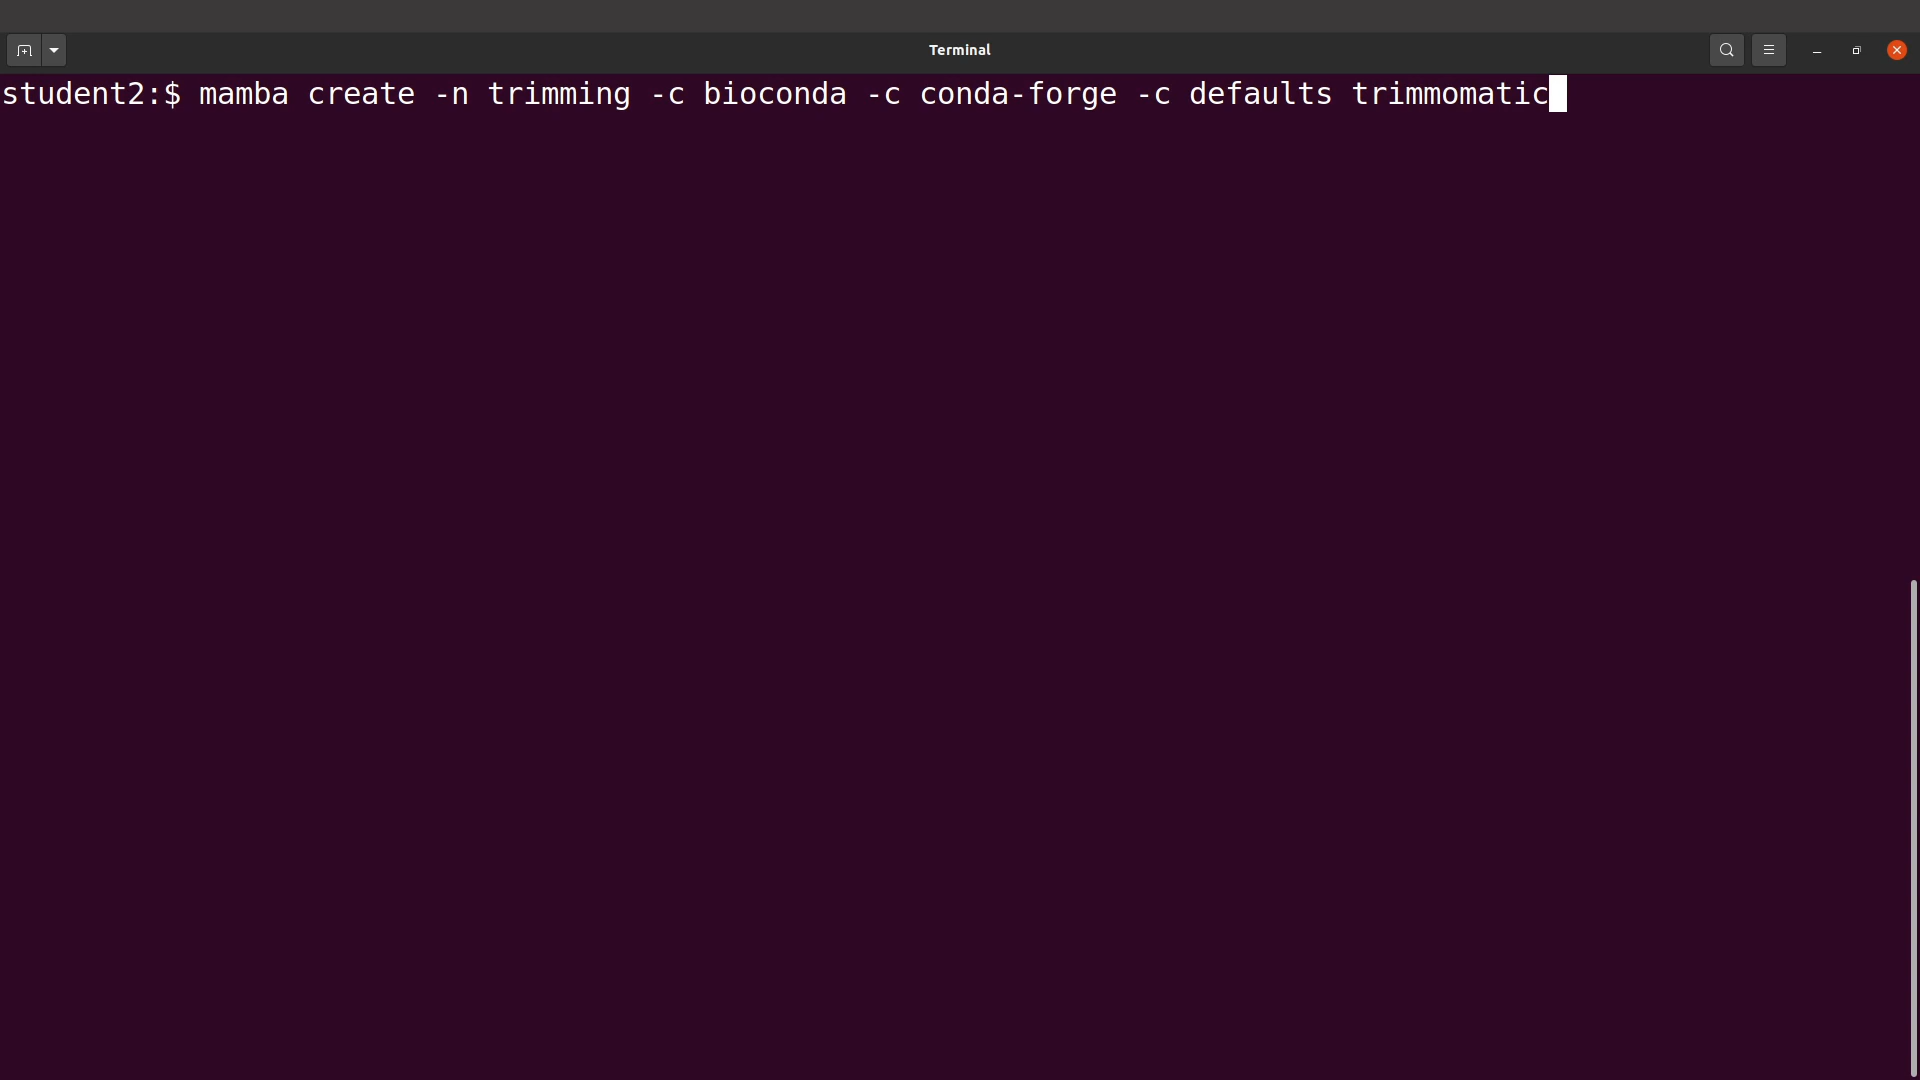 Terminal
student2:$ mamba create -n trimming -c bioconda -c conda-forge -c defaults trimmomatic